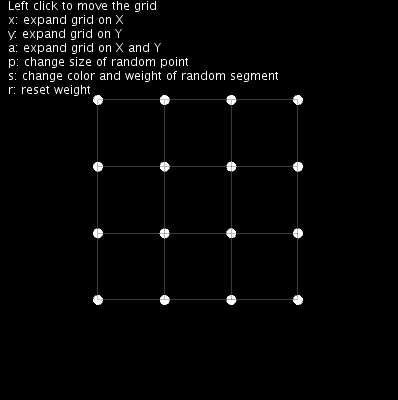 Left click to move the grid
x: expand grid on X
y: expand grid on Y
a: expand grid on X and Y
p: change size of random point
s: change color and weight of random segment
r: reset weight